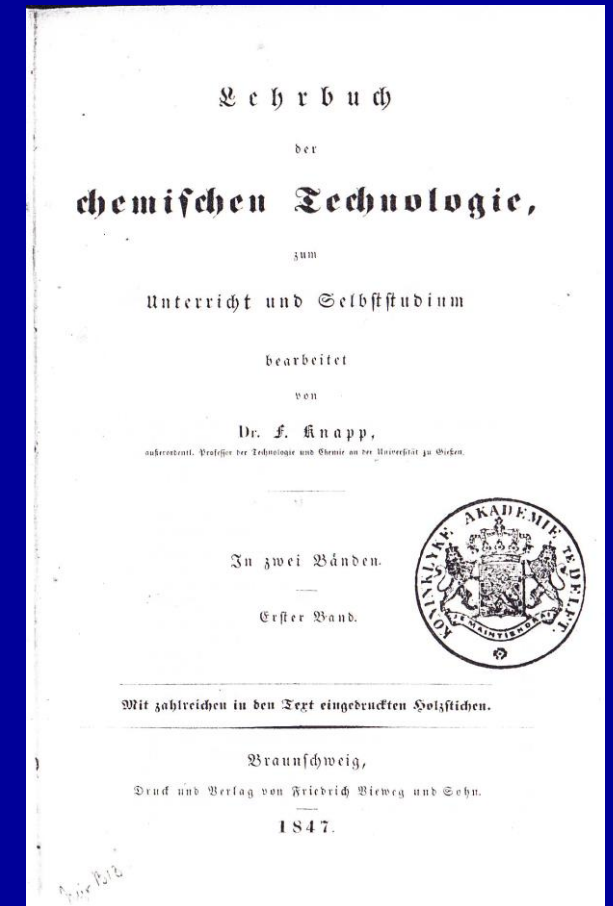 Lehrbuch
der
chemischen Technologie,
zum
Unterricht und Selbststudium
bearbeitet
von
Dr. F. Knapp,
außerordentl. Professor der Technologie und Chemie an der Universität zu Gießen.
In zwei Bänden.
Erster Band.
KONINKLYKE AKADEMIE TE DELFT.
JE MAINTIENDRAI
Mit zahlreichen in den Text eingedruckten Holzstichen.
Braunschweig,
Druck und Verlag von Friedrich Vieweg und Sohn.
1847.